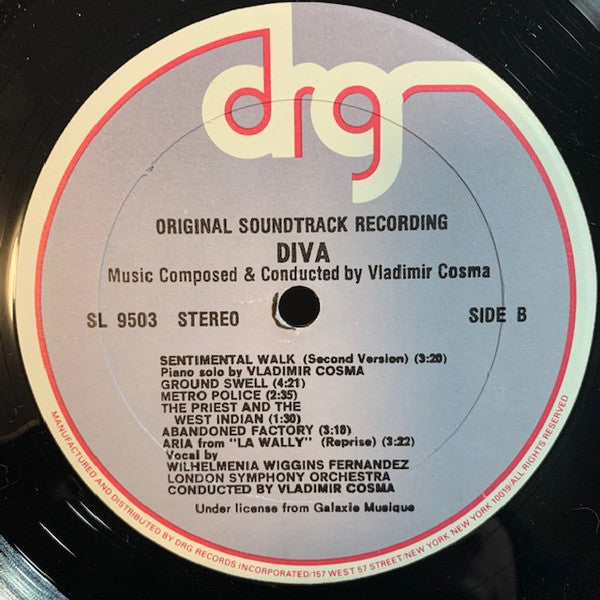 drg
ORIGINAL SOUNDTRACK RECORDING
DIVA
Music Composed & Conducted by Vladimir Cosma
SL 9503 STEREO SIDE B
SENTIMENTAL WALK (Second Version) (3:20)
Piano solo by VLADIMIR COSMA
GROUND SWELL (4:21)
METRO POLICE (2:35)
THE PRIEST AND THE
WEST INDIAN (1:30)
ABANDONED FACTORY (3:18)
ARIA from "LA WALLY" (Reprise) (3:22)
Vocal by
WILHELMENIA WIGGINS FERNANDEZ
LONDON SYMPHONY ORCHESTRA
CONDUCTED BY VLADIMIR COSMA
Under license from Galaxie Musique
MANUFACTURED AND DISTRIBUTED BY DRG RECORDS INCORPORATED/157 WEST 57 STREET/NEW YORK, NEW YORK 10019·ALL RIGHTS RESERVED